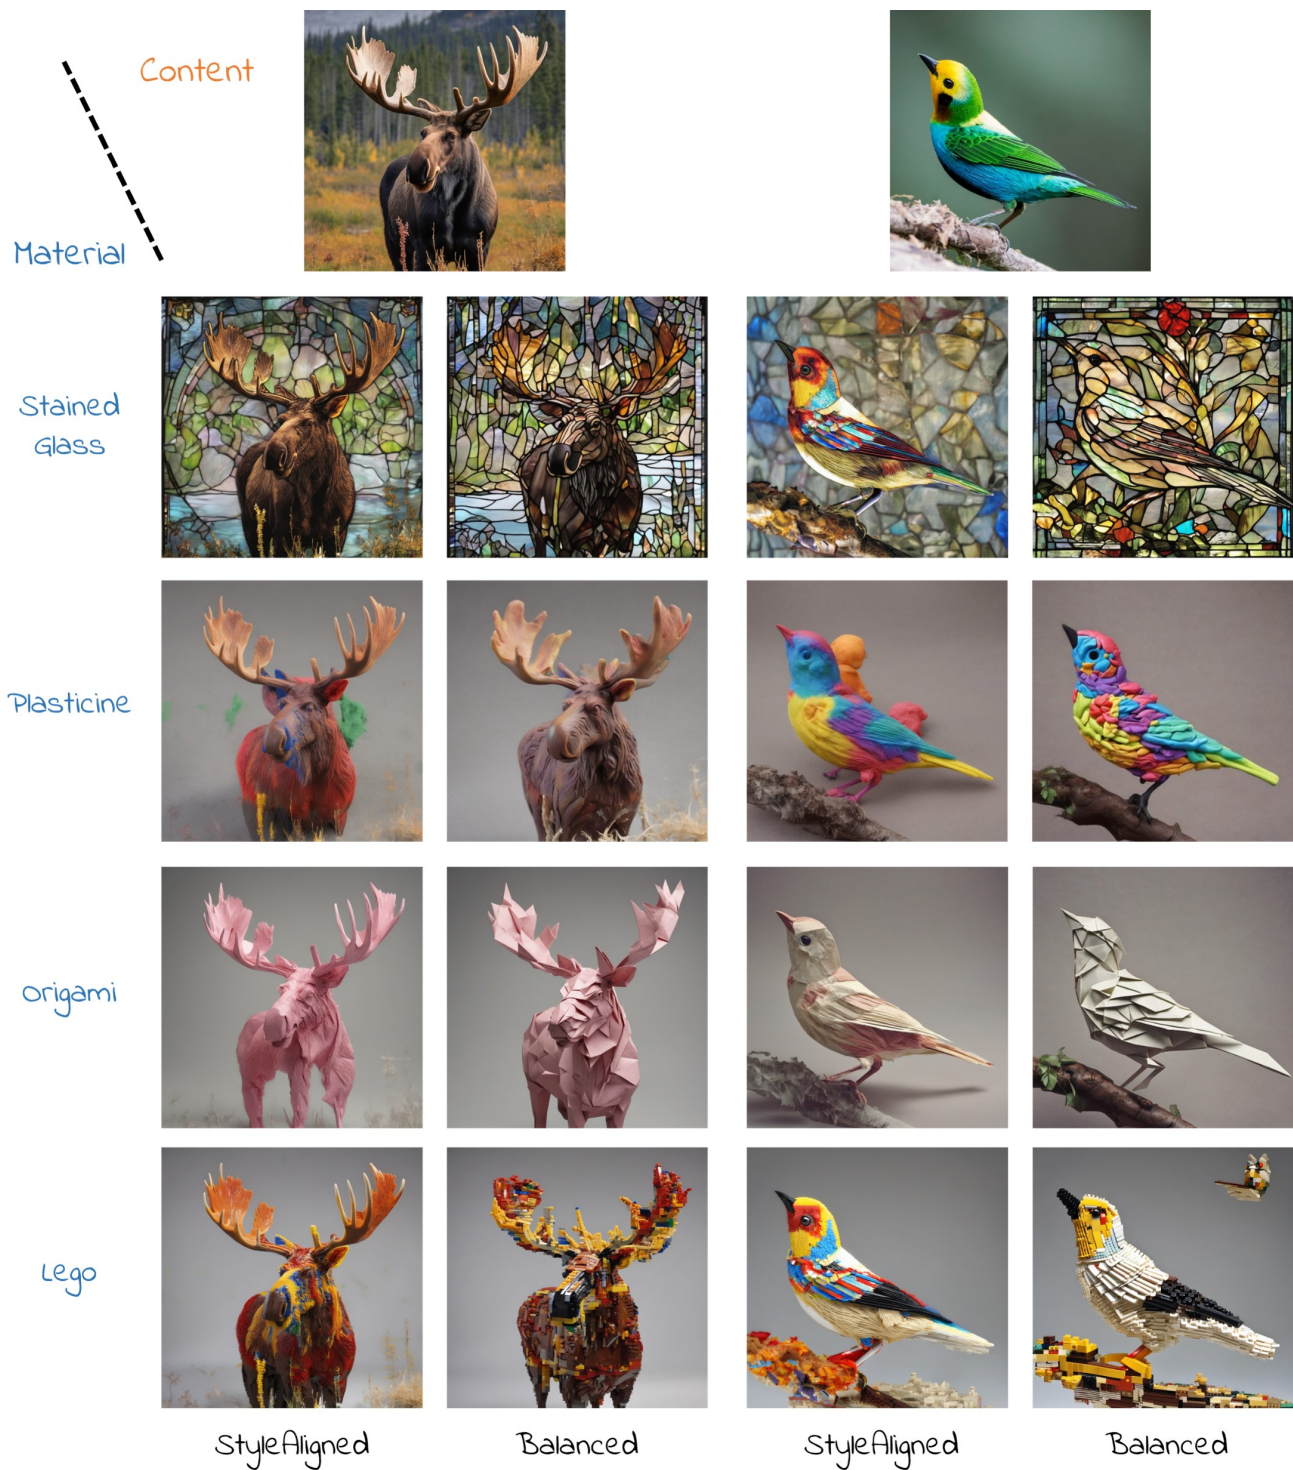 Content
Material
Stained
Glass
Plasticine
Origami
Lego
StyleAligned
Balanced
StyleAligned
Balanced